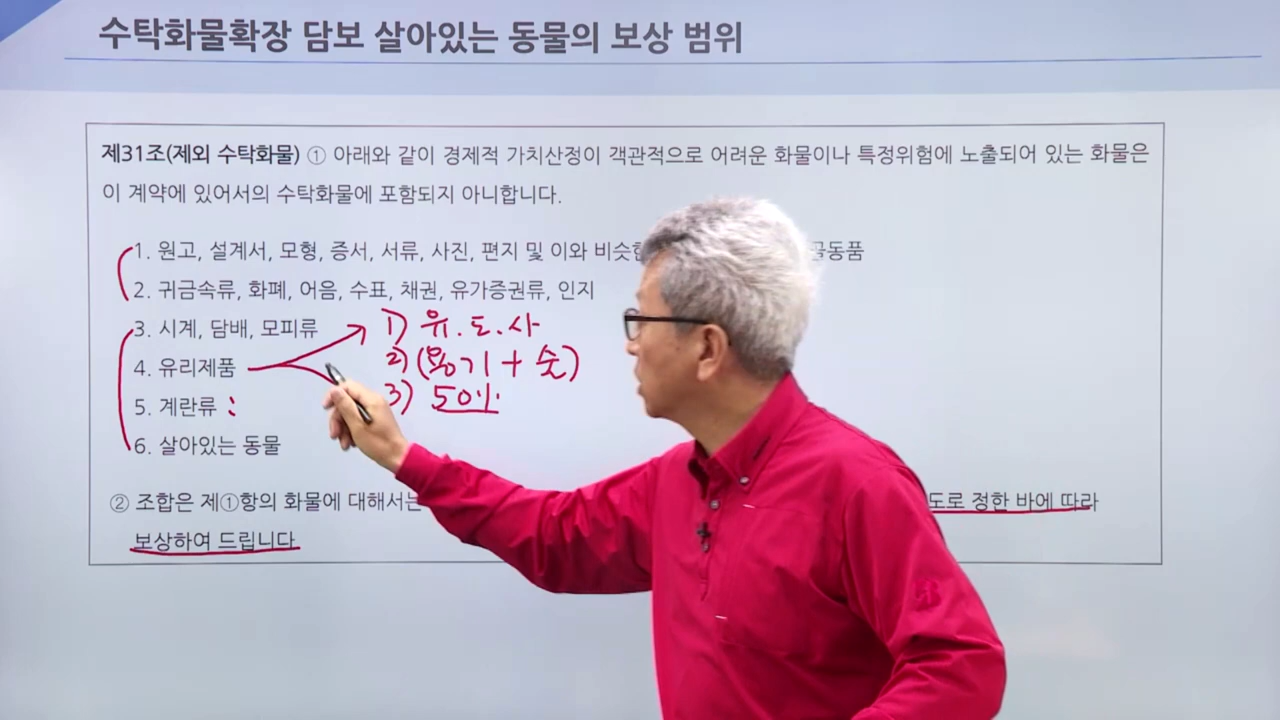 수탁화물확장 담보 살아있는 동물의 보상 범위
제31조(제외 수탁화물) ① 아래와 같이 경제적 가치산정이 객관적으로 어려운 화물이나 특정위험에 노출되어 있는 화물은
이 계약에 있어서의 수탁화물에 포함되지 아니합니다.
1. 원고, 설계서, 모형, 증서, 서류, 사진, 편지 및 이와 비슷한 골동품
2. 귀금속류, 화폐, 어음, 수표, 채권, 유가증권류, 인지
3. 시계, 담배, 모피류 1) 유.도.사
4. 유리제품 2) (용기 + 술)
5. 계란류 : 3) 50%
6. 살아있는 동물
② 조합은 제①항의 화물에 대해서는 도로 정한 바에 따라
보상하여 드립니다